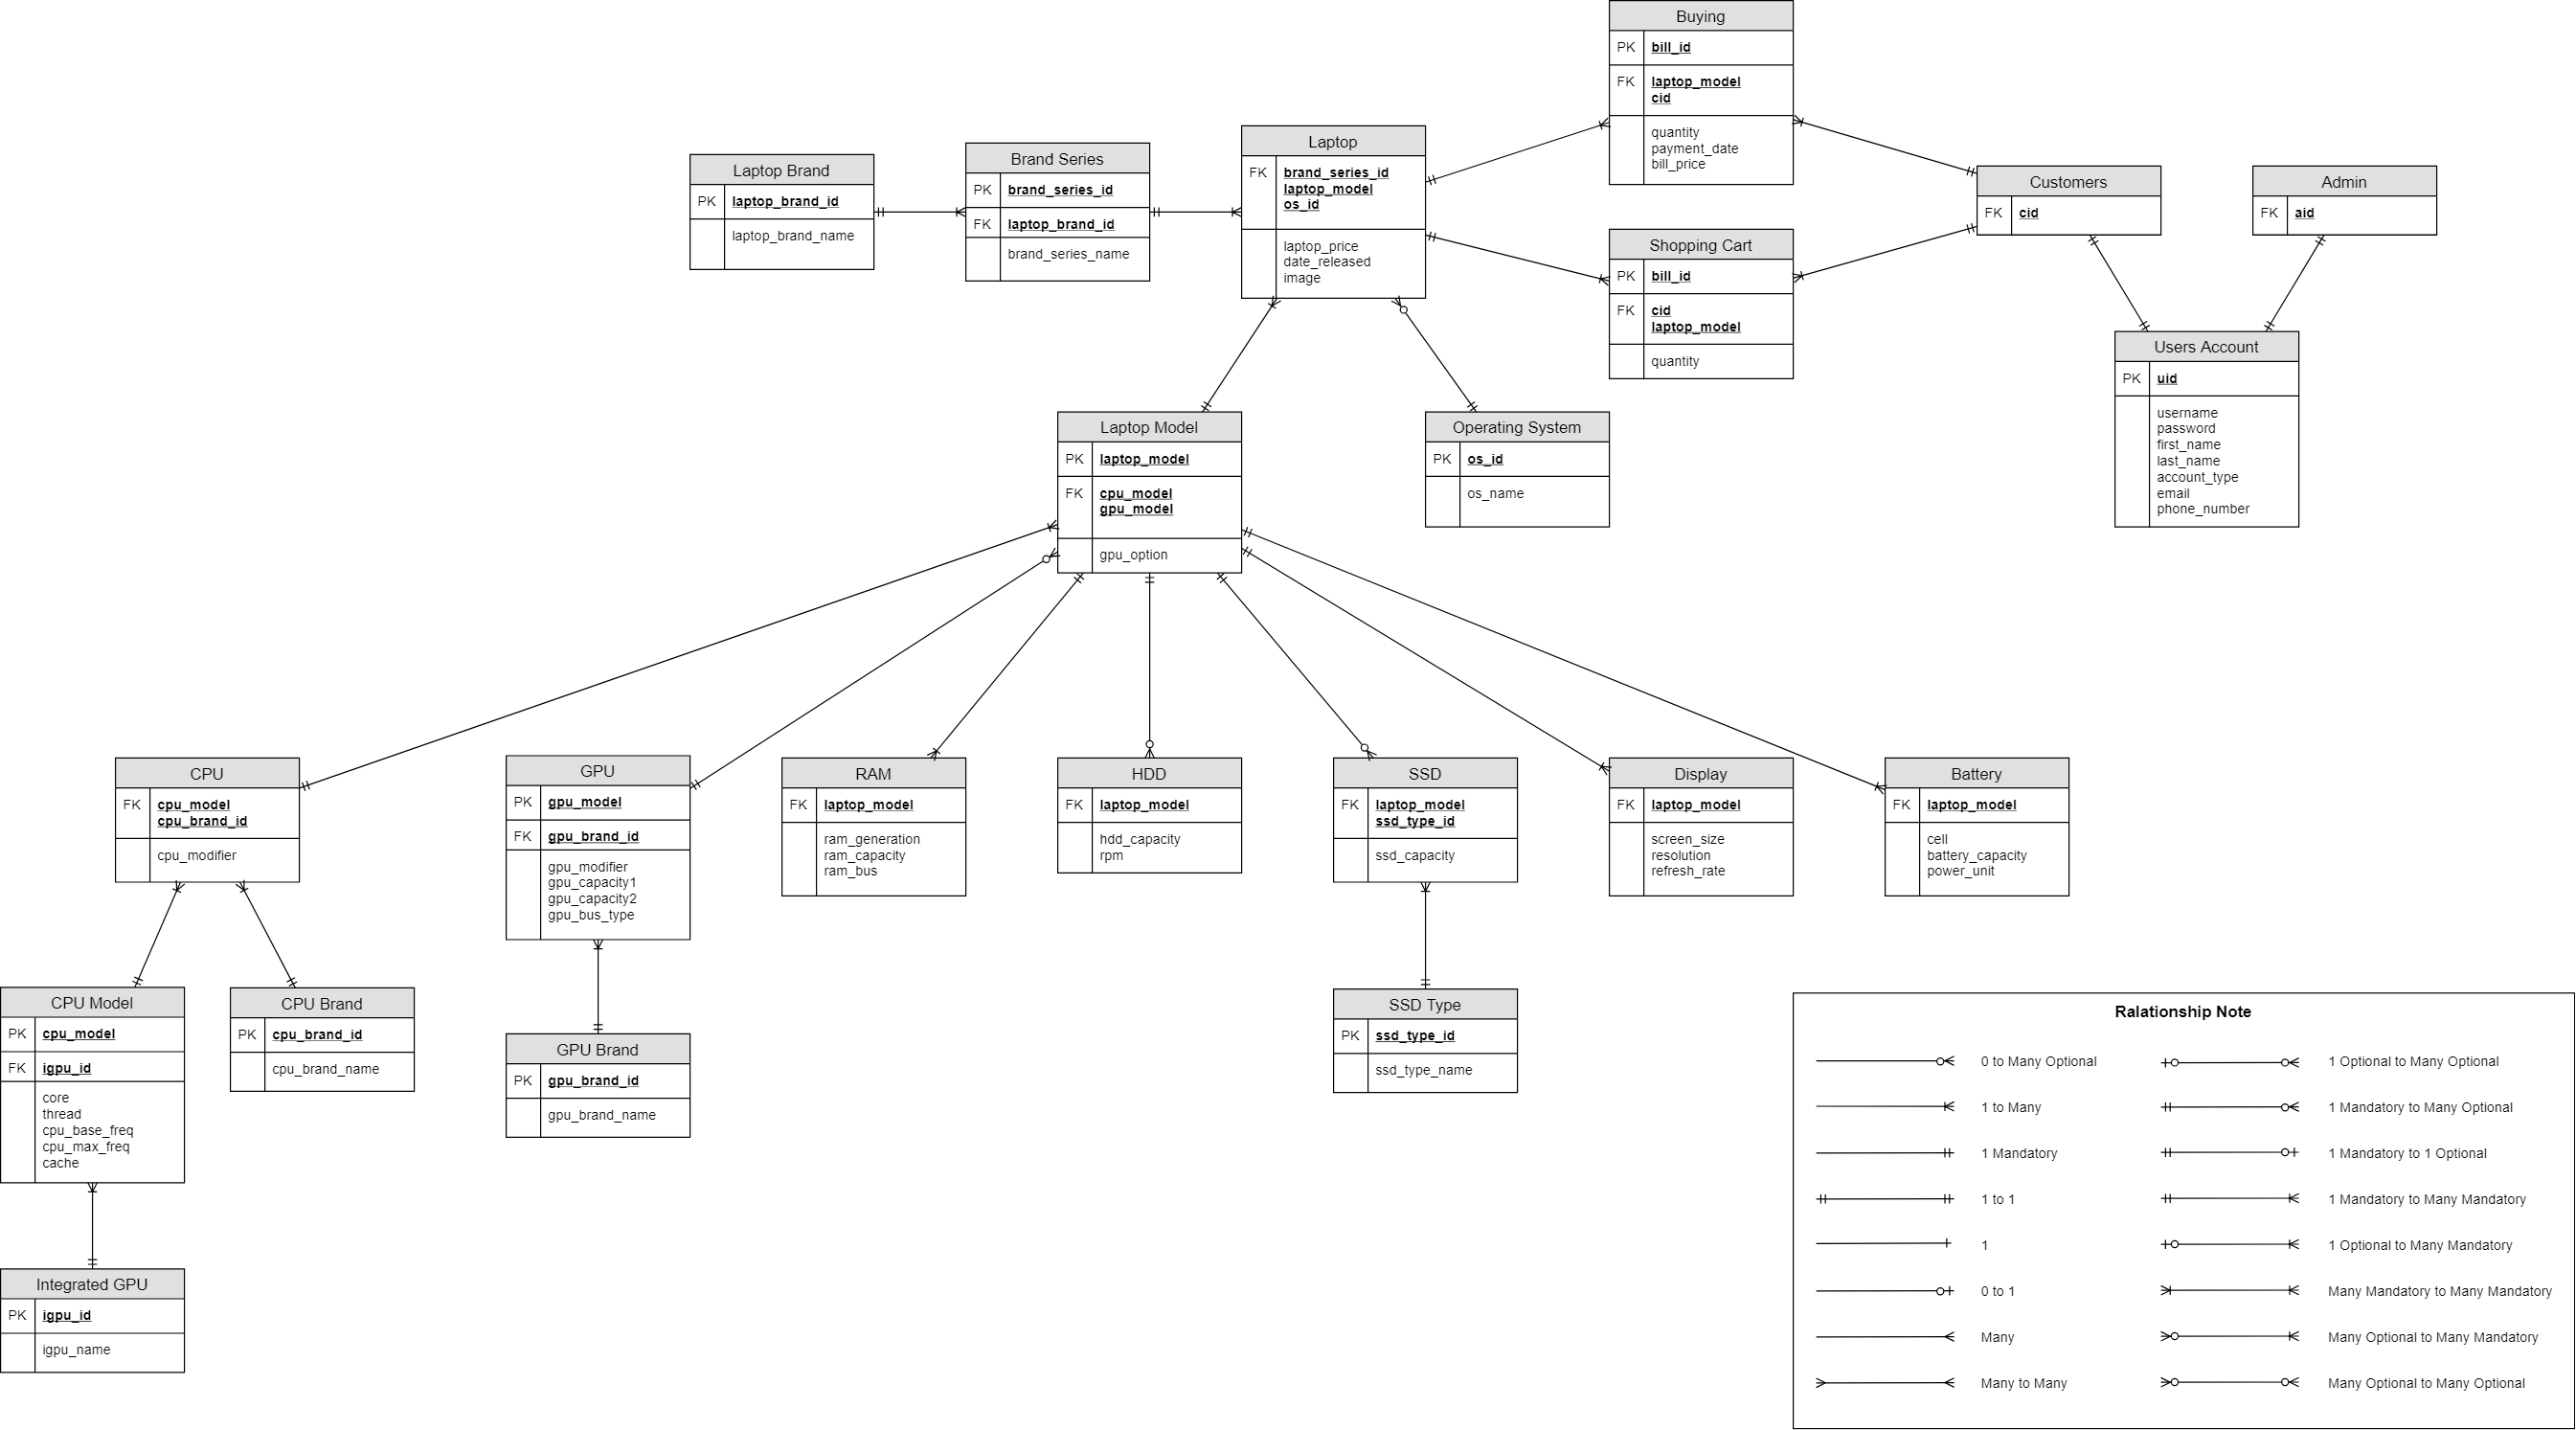 Buying
PK bill_id
FK laptop_model
cid
quantity
payment_date
bill_price
Laptop
FK brand_series_id
laptop_model
os_id
laptop_price
date_released
image
Brand Series
PK brand_series_id
FK laptop_brand_id
brand_series_name
Laptop Brand
PK laptop_brand_id
laptop_brand_name
Customers
FK cid
Admin
FK aid
Shopping Cart
PK bill_id
FK cid
laptop_model
quantity
Users Account
PK uid
username
password
first_name
last_name
account_type
email
phone_number
Laptop Model
PK laptop_model
FK cpu_model
gpu_model
gpu_option
Operating System
PK os_id
os_name
CPU
FK cpu_model
cpu_brand_id
cpu_modifier
GPU
PK gpu_model
FK gpu_brand_id
gpu_modifier
gpu_capacity1
gpu_capacity2
gpu_bus_type
RAM
FK laptop_model
ram_generation
ram_capacity
ram_bus
HDD
FK laptop_model
hdd_capacity
rpm
SSD
FK laptop_model
ssd_type_id
ssd_capacity
Display
FK laptop_model
screen_size
resolution
refresh_rate
Battery
FK laptop_model
cell
battery_capacity
power_unit
CPU Model
PK cpu_model
FK igpu_id
core
thread
cpu_base_freq
cpu_max_freq
cache
CPU Brand
PK cpu_brand_id
cpu_brand_name
GPU Brand
PK gpu_brand_id
gpu_brand_name
SSD Type
PK ssd_type_id
ssd_type_name
Integrated GPU
PK igpu_id
igpu_name
Ralationship Note
0 to Many Optional
1 to Many
1 Mandatory
1 to 1
1
0 to 1
Many
Many to Many
1 Optional to Many Optional
1 Mandatory to Many Optional
1 Mandatory to 1 Optional
1 Mandatory to Many Mandatory
1 Optional to Many Mandatory
Many Mandatory to Many Mandatory
Many Optional to Many Mandatory
Many Optional to Many Optional